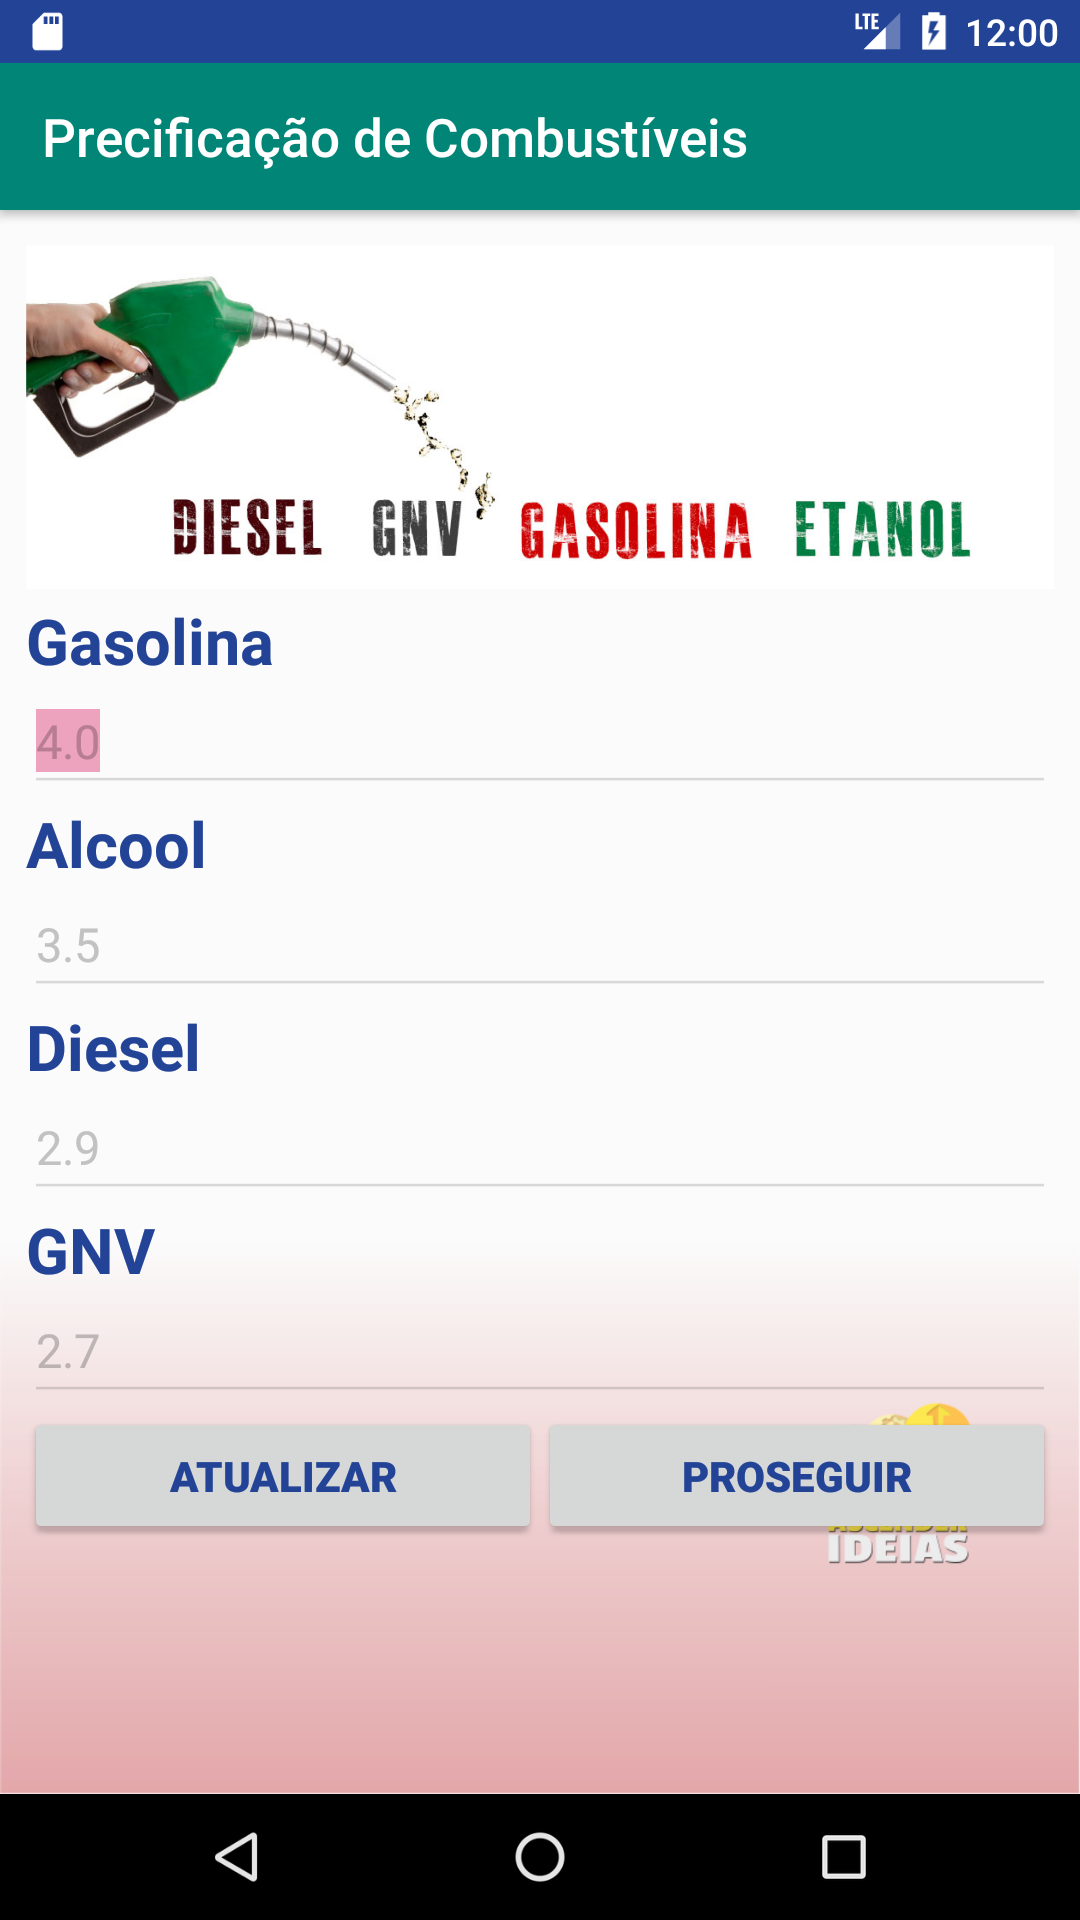 LTE 12:00
Precificação de Combustíveis
DIESEL GNV GASOLINA ETANOL
Gasolina
4.0
Alcool
3.5
Diesel
2.9
GNV
2.7
ATUALIZAR PROSEGUIR
IDEIAS